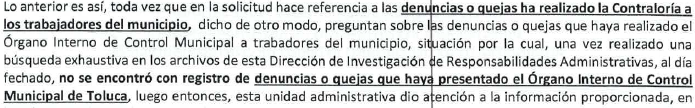 Lo anterior es así, toda vez que en la solicitud hace referencia a las denuncias o quejas ha realizado la Contraloría a
los trabajadores del municipio, dicho de otro modo, preguntan sobre las denuncias o quejas que haya realizado el
Órgano Interno de Control Municipal a trabadores del municipio, situación por la cual, una vez realizado una
búsqueda exhaustiva en los archivos de esta Dirección de Investigación de Responsabilidades Administrativas, al día
fechado, no se encontró con registro de denuncias o quejas que haya presentado el Órgano Interno de Control
Municipal de Toluca, luego entonces, esta unidad administrativa dio atención a la información proporcionada, en